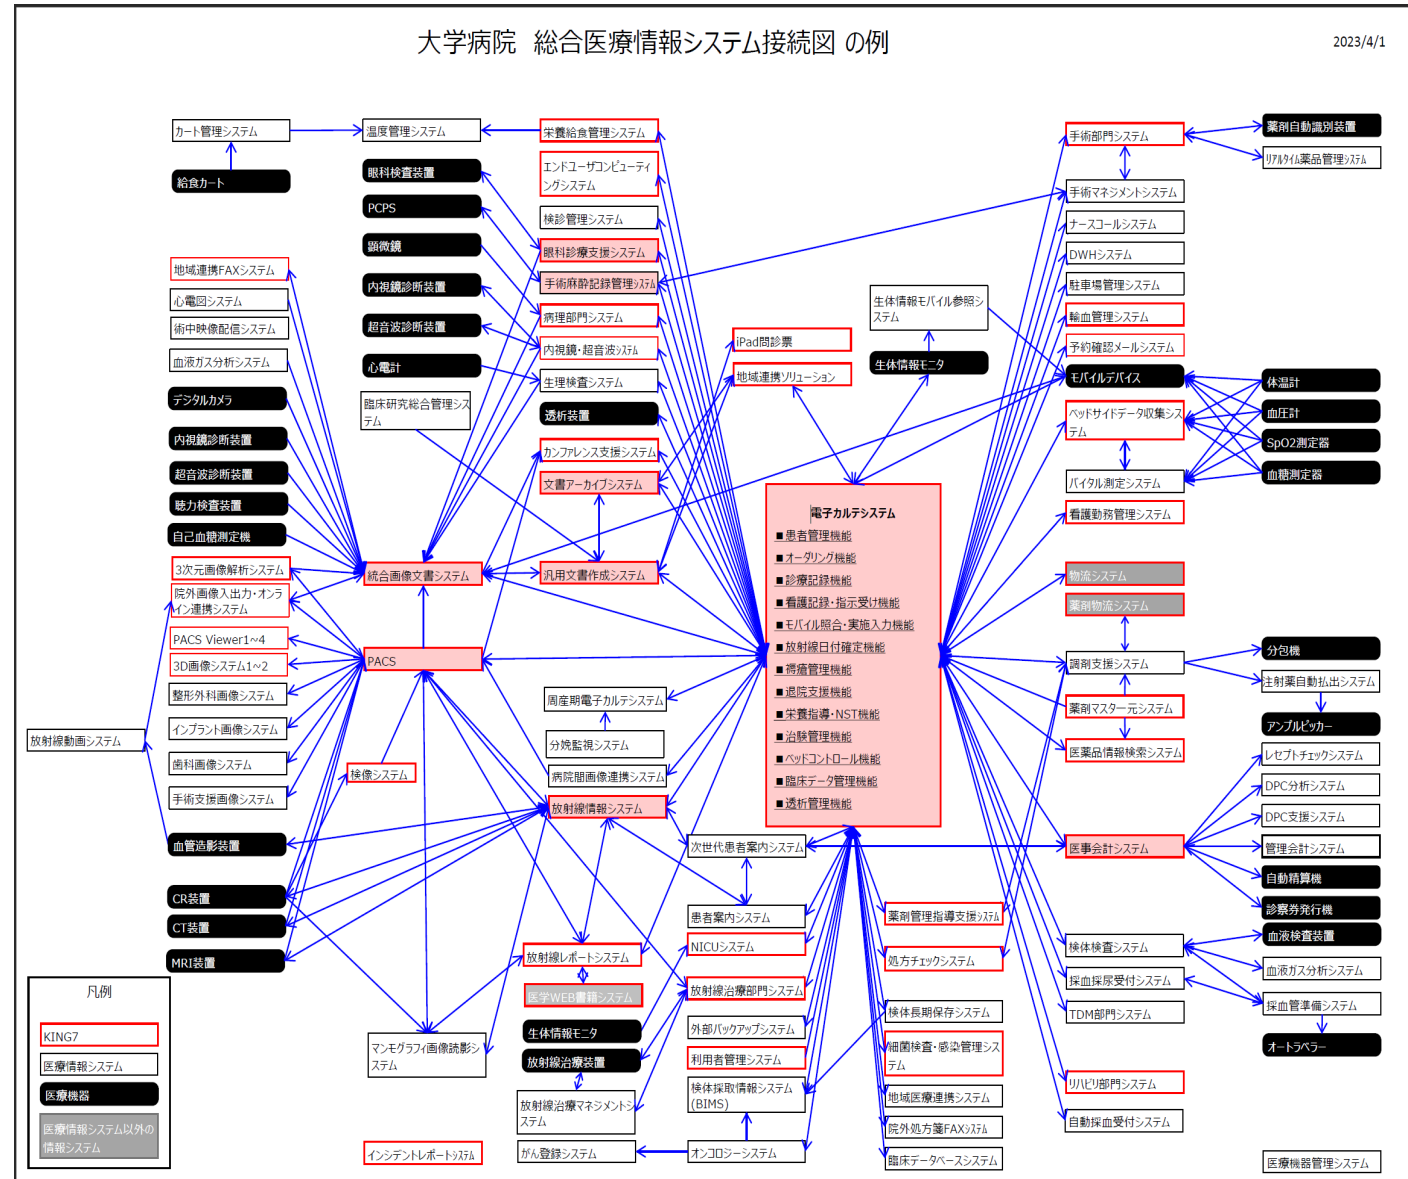 大学病院　総合医療情報システム接続図 の例
2023/4/1
カート管理システム
温度管理システム
栄養給食管理システム
給食カート
眼科検査装置
エンドユーザコンピューティ
ングシステム
PCPS
検診管理システム
顕微鏡
眼科診療支援システム
内視鏡診断装置
手術麻酔記録管理システム
超音波診断装置
病理部門システム
心電計
内視鏡・超音波システム
臨床研究総合管理シス
テム
生理検査システム
透析装置
カンファレンス支援システム
文書アーカイブシステム
地域連携FAXシステム
心電図システム
術中映像配信システム
血液ガス分析システム
デジタルカメラ
内視鏡診断装置
超音波診断装置
聴力検査装置
自己血糖測定機
3次元画像解析システム
院外画像入出力・オンラ
イン連携システム
PACS Viewer1~4
3D画像システム1~2
整形外科画像システム
インプラント画像システム
歯科画像システム
手術支援画像システム
放射線動画システム
血管造影装置
CR装置
CT装置
MRI装置
統合画像文書システム
汎用文書作成システム
PACS
検像システム
周産期電子カルテシステム
分娩監視システム
病院間画像連携システム
放射線情報システム
iPad問診票
地域連携ソリューション
生体情報モバイル参照シ
ステム
生体情報モニタ
電子カルテシステム
■患者管理機能
■オーダリング機能
■診療記録機能
■看護記録・指示受け機能
■モバイル照合・実施入力機能
■放射線日付確定機能
■褥瘡管理機能
■退院支援機能
■栄養指導・NST機能
■治験管理機能
■ベッドコントロール機能
■臨床データ管理機能
■透析管理機能
手術部門システム
薬剤自動識別装置
リアルタイム薬品管理システム
手術マネジメントシステム
ナースコールシステム
DWHシステム
駐車場管理システム
輸血管理システム
予約確認メールシステム
モバイルデバイス
体温計
ベッドサイドデータ収集シス
テム
血圧計
SpO2測定器
バイタル測定システム
血糖測定器
看護勤務管理システム
物流システム
薬剤物流システム
調剤支援システム
分包機
注射薬自動払出システム
薬剤マスター元システム
アンプルピッカー
医薬品情報検索システム
レセプトチェックシステム
DPC分析システム
DPC支援システム
医事会計システム
管理会計システム
自動精算機
診察券発行機
検体検査システム
血液検査装置
血液ガス分析システム
採血採尿受付システム
採血管準備システム
TDM部門システム
オートラベラー
リハビリ部門システム
自動採血受付システム
医療機器管理システム
次世代患者案内システム
患者案内システム
NICUシステム
放射線治療部門システム
外部バックアップシステム
利用者管理システム
検体採取情報システム
(BIMS)
オンコロジーシステム
薬剤管理指導支援システム
処方チェックシステム
検体長期保存システム
細菌検査・感染管理シス
テム
地域医療連携システム
院外処方箋FAXシステム
臨床データベースシステム
放射線レポートシステム
医学WEB書籍システム
生体情報モニタ
放射線治療装置
放射線治療マネジメントシ
ステム
がん登録システム
マンモグラフィ画像読影シ
ステム
インシデントレポートシステム
凡例
KING7
医療情報システム
医療機器
医療情報システム以外の
情報システム